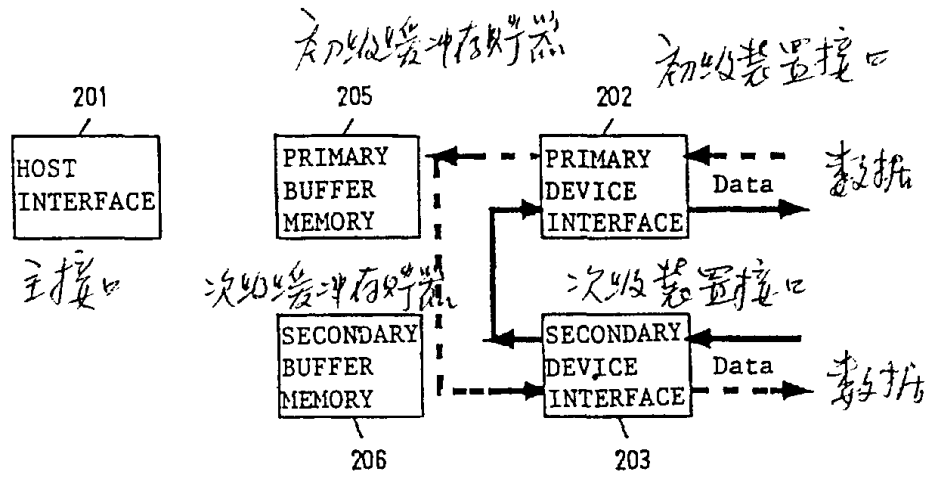 初级缓冲存贮器
初级装置接口
201
205
202
HOST
INTERFACE
PRIMARY
BUFFER
MEMORY
PRIMARY
DEVICE
INTERFACE
Data
数据
主接口
次级缓冲存贮器
次级装置接口
SECONDARY
BUFFER
MEMORY
SECONDARY
DEVICE
INTERFACE
Data
数据
206
203